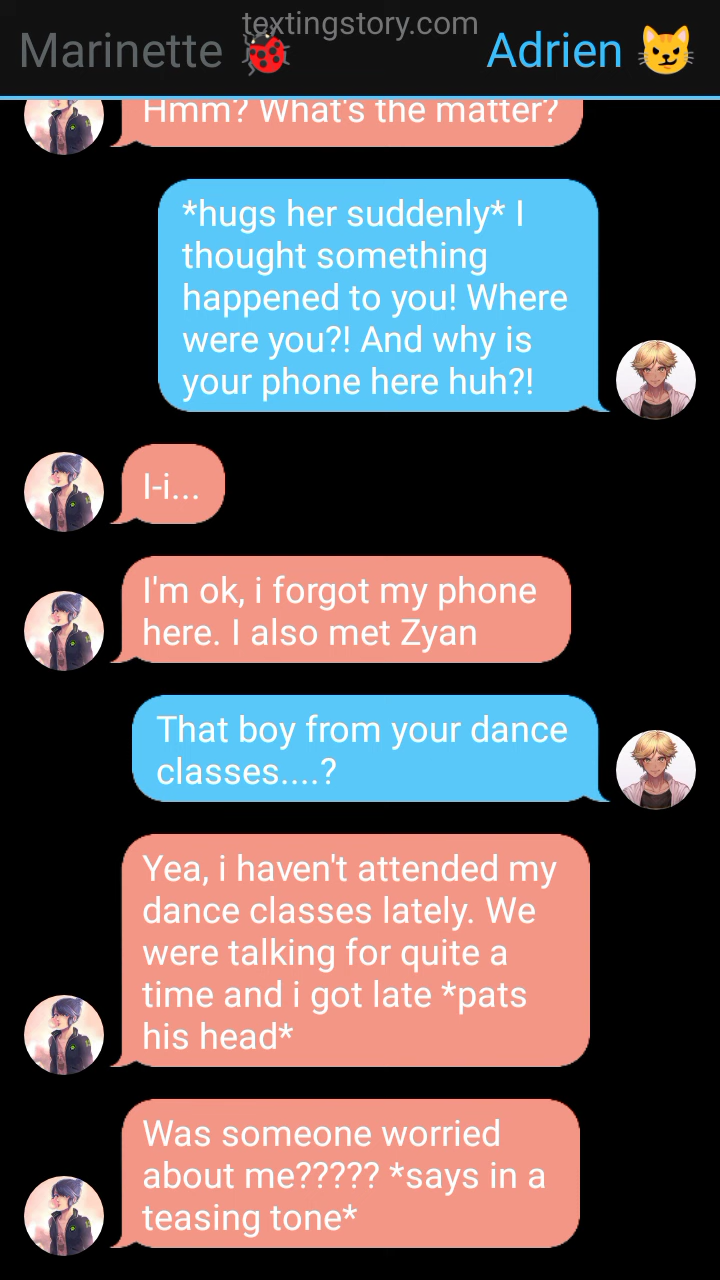 textingstory.com
Marinette 🐞
Adrien 😼
Hmm? What's the matter?
*hugs her suddenly* I
thought something
happened to you! Where
were you?! And why is
your phone here huh?!
I-i...
I'm ok, i forgot my phone
here. I also met Zyan
That boy from your dance
classes....?
Yea, i haven't attended my
dance classes lately. We
were talking for quite a
time and i got late *pats
his head*
Was someone worried
about me????? *says in a
teasing tone*